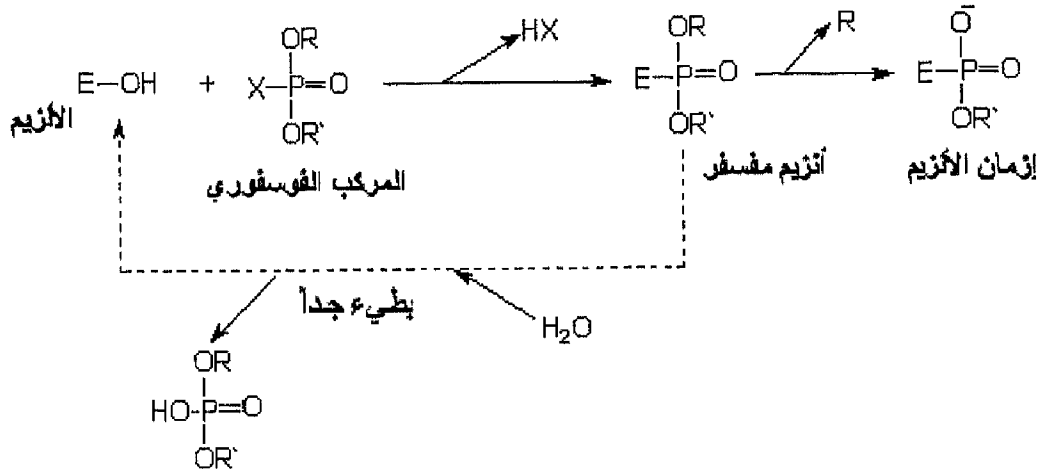 E–OH + X–P=O
OR
OR`
HX
OR
E–P=O
OR`
R
O⁻
E–P=O
OR`
الأنزيم
المركب الفوسفوري
أنزيم مفسفر
إزمان الأنزيم
بطيء جداً
H₂O
OR
HO–P=O
OR`